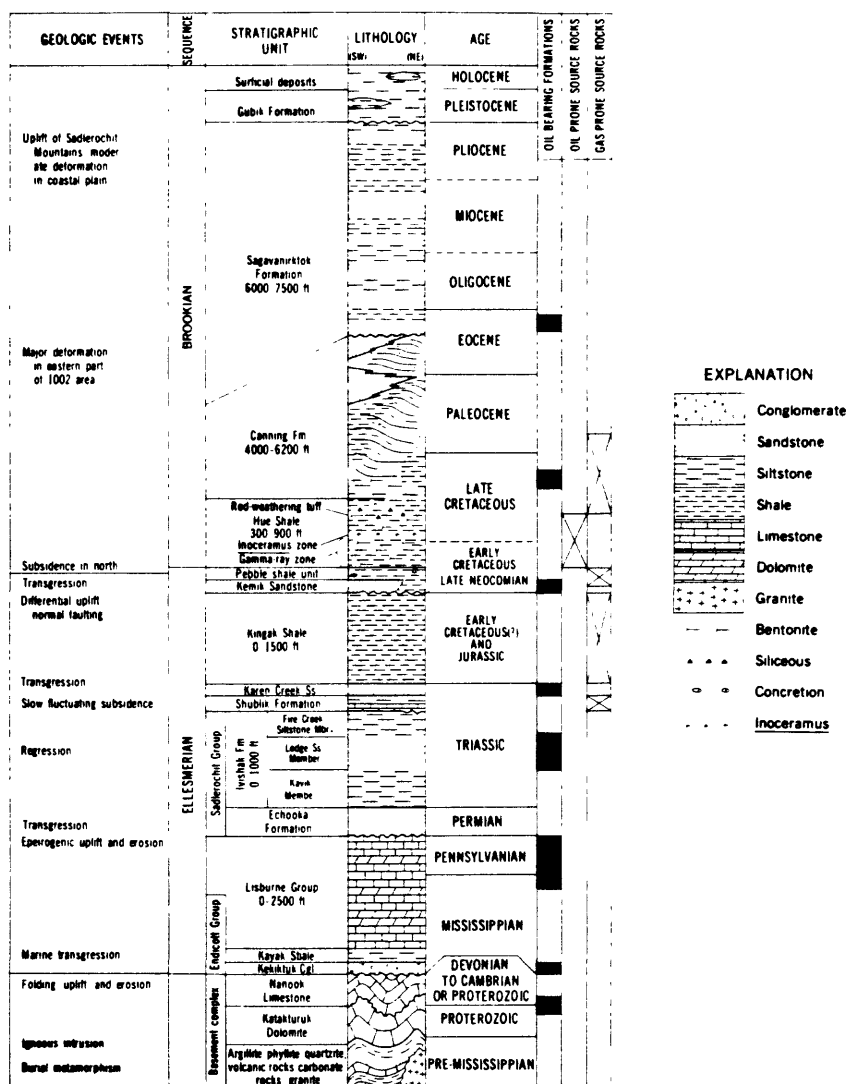 GEOLOGIC EVENTS
SEQUENCE
STRATIGRAPHIC
UNIT
LITHOLOGY
(SW) (NE)
AGE
OIL BEARING FORMATIONS
OIL PRONE SOURCE ROCKS
GAS PRONE SOURCE ROCKS
Surficial deposits
HOLOCENE
Gubik Formation
PLEISTOCENE
Uplift of Sadlerochit
Mountains moder
ate deformation
in coastal plain
PLIOCENE
MIOCENE
Sagavanirktok
Formation
6000 7500 ft
OLIGOCENE
BROOKIAN
EOCENE
Major deformation
in eastern part
of 1002 area
PALEOCENE
Canning Fm
4000-6200 ft
LATE
CRETACEOUS
Red-weathering tuff
Hue Shale
300 900 ft
Inoceramus zone
Gamma-ray zone
EARLY
CRETACEOUS
Subsidence in north
Pebble shale unit
LATE NEOCOMIAN
Transgression
Kemik Sandstone
Differential uplift
normal faulting
Kingak Shale
0 1500 ft
EARLY
CRETACEOUS(?)
AND
JURASSIC
Transgression
Karen Creek Ss
Slow fluctuating subsidence
Shublik Formation
ELLESMERIAN
Sadlerochit Group
Ivishak Fm
0 1000 ft
Fire Creek
Siltstone Mbr.
Regression
Ledge Ss
Member
TRIASSIC
Kavik
Membe
Transgression
Echooka
Formation
PERMIAN
Epeirogenic uplift and erosion
PENNSYLVANIAN
Lisburne Group
0-2500 ft
MISSISSIPPIAN
Endicott Group
Marine transgression
Kayak Shale
Kekiktuk Cgl
DEVONIAN
TO CAMBRIAN
OR PROTEROZOIC
Folding uplift and erosion
Nanook
Limestone
Basement complex
Katakturuk
Dolomite
PROTEROZOIC
Igneous intrusion
Burial metamorphism
Argillite phyllite quartzite
volcanic rocks carbonate
rocks granite
PRE-MISSISSIPPIAN
EXPLANATION
Conglomerate
Sandstone
Siltstone
Shale
Limestone
Dolomite
Granite
Bentonite
Siliceous
Concretion
Inoceramus